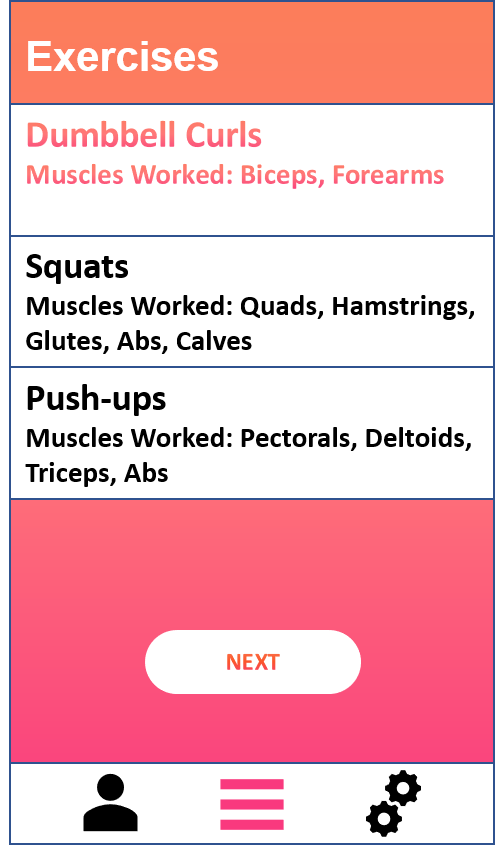 Exercises
Dumbbell Curls
Muscles Worked: Biceps, Forearms
Squats
Muscles Worked: Quads, Hamstrings,
Glutes, Abs, Calves
Push-ups
Muscles Worked: Pectorals, Deltoids,
Triceps, Abs
NEXT